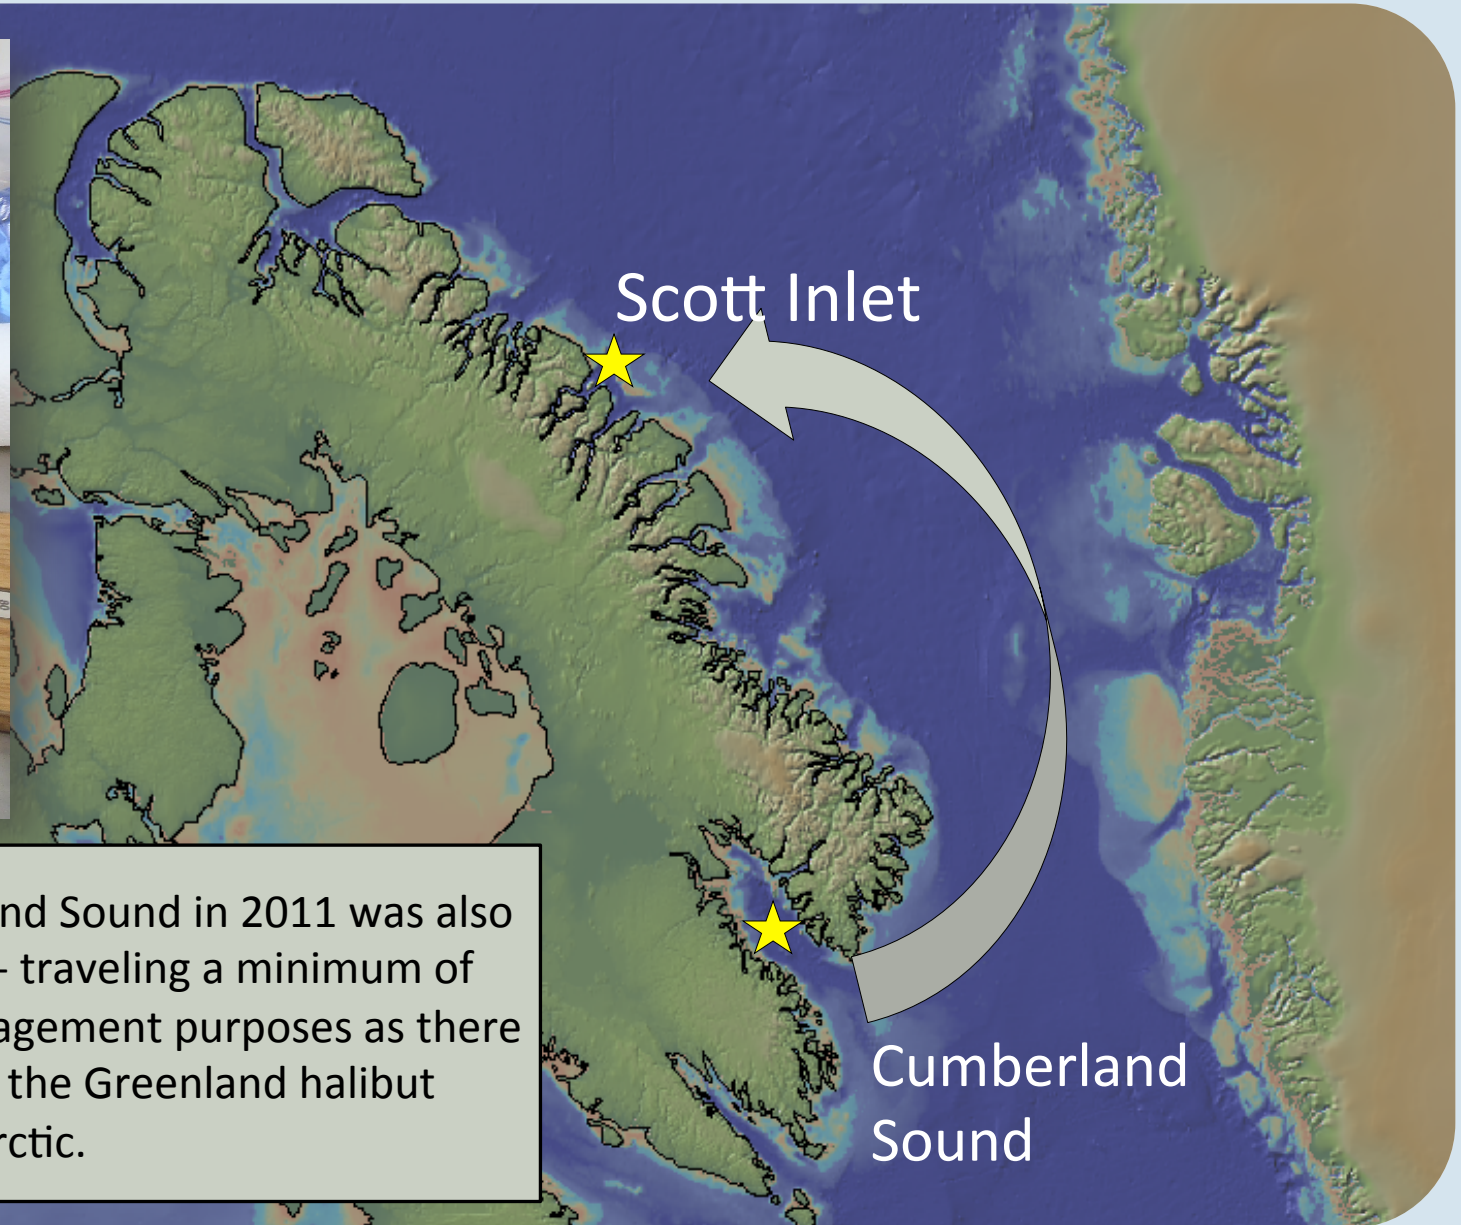 Scott Inlet
nd Sound in 2011 was also
- traveling a minimum of
agement purposes as there
the Greenland halibut
rctic.
Cumberland
Sound